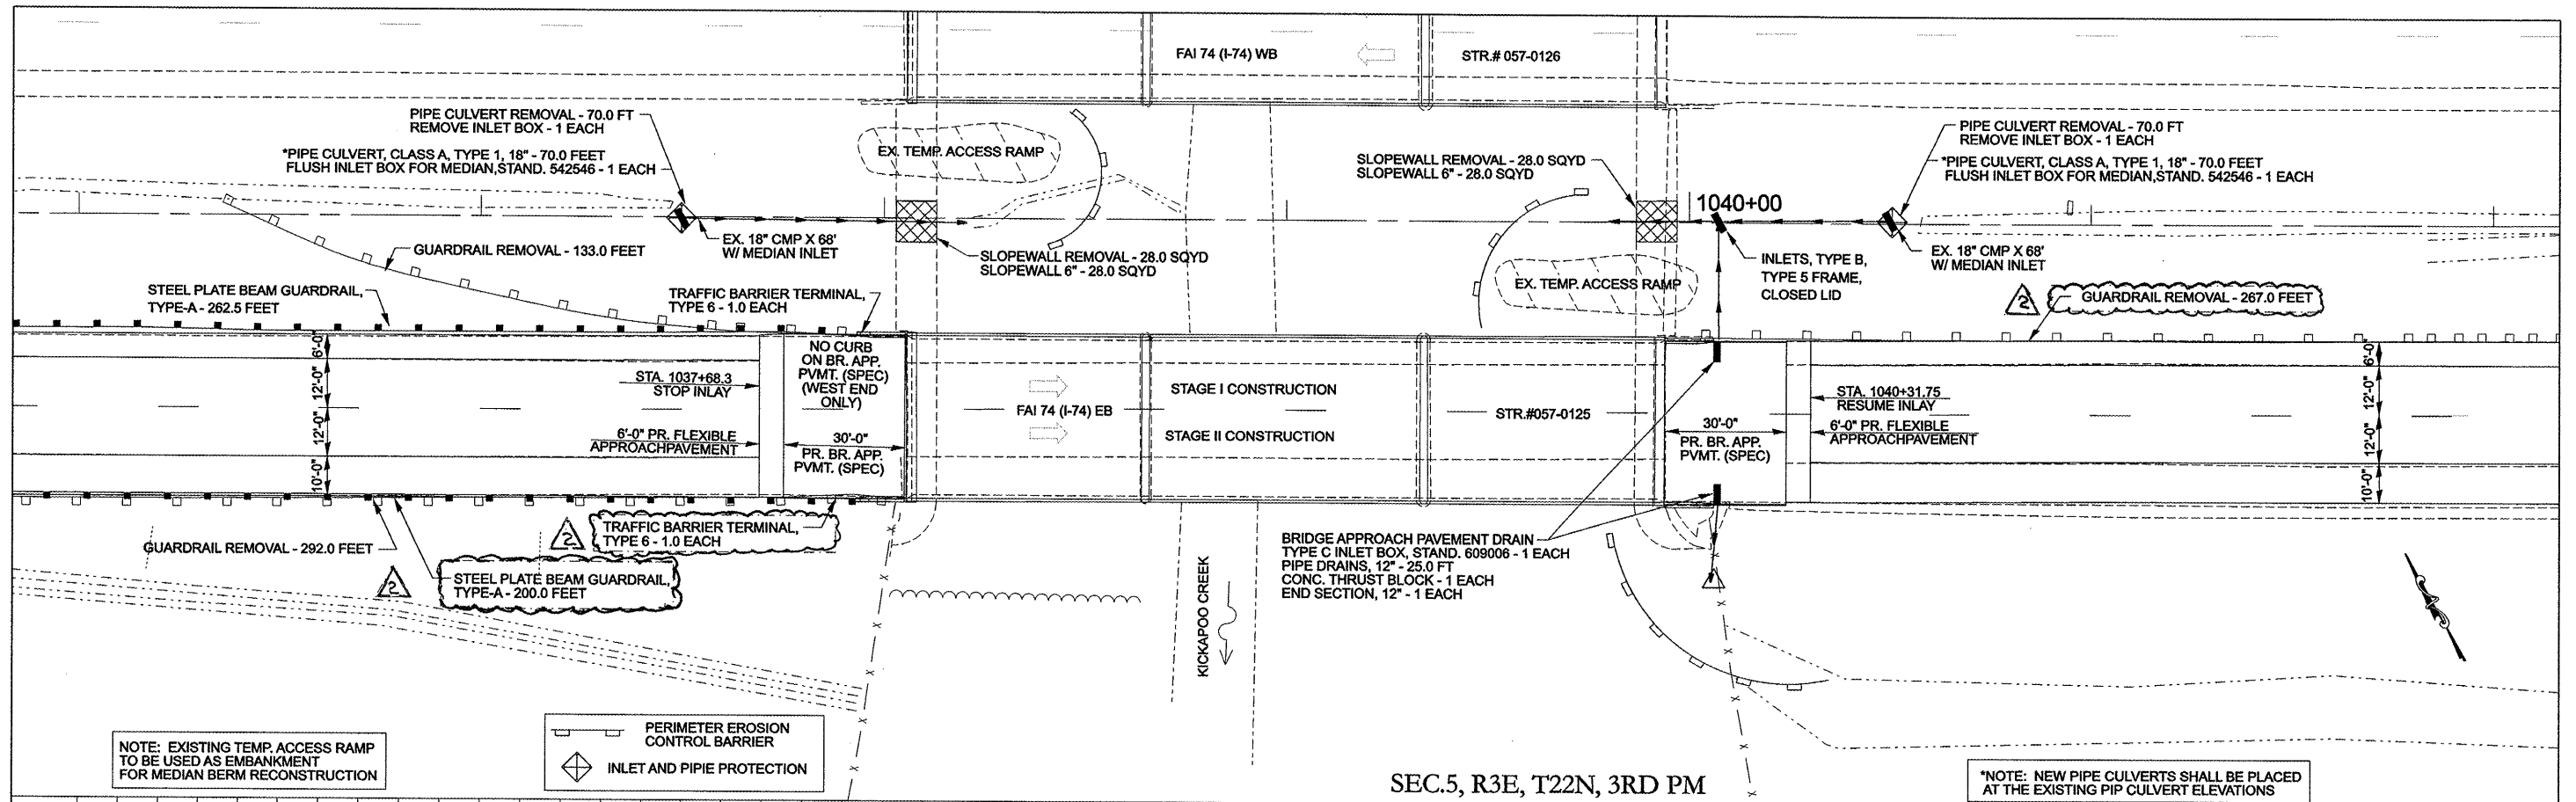 FAI 74 (I-74) WB
STR.# 057-0126
PIPE CULVERT REMOVAL - 70.0 FT
REMOVE INLET BOX - 1 EACH
*PIPE CULVERT, CLASS A, TYPE 1, 18" - 70.0 FEET
FLUSH INLET BOX FOR MEDIAN,STAND. 542546 - 1 EACH
EX. TEMP. ACCESS RAMP
SLOPEWALL REMOVAL - 28.0 SQYD
SLOPEWALL 6" - 28.0 SQYD
PIPE CULVERT REMOVAL - 70.0 FT
REMOVE INLET BOX - 1 EACH
*PIPE CULVERT, CLASS A, TYPE 1, 18" - 70.0 FEET
FLUSH INLET BOX FOR MEDIAN,STAND. 542546 - 1 EACH
1040+00
GUARDRAIL REMOVAL - 133.0 FEET
EX. 18" CMP X 68'
W/ MEDIAN INLET
SLOPEWALL REMOVAL - 28.0 SQYD
SLOPEWALL 6" - 28.0 SQYD
EX. TEMP. ACCESS RAMP
INLETS, TYPE B,
TYPE 5 FRAME,
CLOSED LID
EX. 18" CMP X 68'
W/ MEDIAN INLET
STEEL PLATE BEAM GUARDRAIL,
TYPE-A - 262.5 FEET
TRAFFIC BARRIER TERMINAL,
TYPE 6 - 1.0 EACH
2
GUARDRAIL REMOVAL - 267.0 FEET
6'-0"
12'-0"
12'-0"
10'-0"
STA. 1037+68.3
STOP INLAY
6'-0" PR. FLEXIBLE
APPROACHPAVEMENT
NO CURB
ON BR. APP.
PVMT. (SPEC)
(WEST END
ONLY)
30'-0"
PR. BR. APP.
PVMT. (SPEC)
FAI 74 (I-74) EB
STAGE I CONSTRUCTION
STAGE II CONSTRUCTION
STR.#057-0125
30'-0"
PR. BR. APP.
PVMT. (SPEC)
STA. 1040+31.75
RESUME INLAY
6'-0" PR. FLEXIBLE
APPROACHPAVEMENT
6'-0"
12'-0"
12'-0"
10'-0"
GUARDRAIL REMOVAL - 292.0 FEET
2
TRAFFIC BARRIER TERMINAL,
TYPE 6 - 1.0 EACH
2
STEEL PLATE BEAM GUARDRAIL,
TYPE-A - 200.0 FEET
KICKAPOO CREEK
BRIDGE APPROACH PAVEMENT DRAIN
TYPE C INLET BOX, STAND. 609006 - 1 EACH
PIPE DRAINS, 12" - 25.0 FT
CONC. THRUST BLOCK - 1 EACH
END SECTION, 12" - 1 EACH
NOTE: EXISTING TEMP. ACCESS RAMP
TO BE USED AS EMBANKMENT
FOR MEDIAN BERM RECONSTRUCTION
PERIMETER EROSION
CONTROL BARRIER
INLET AND PIPIE PROTECTION
SEC.5, R3E, T22N, 3RD PM
*NOTE: NEW PIPE CULVERTS SHALL BE PLACED
AT THE EXISTING PIP CULVERT ELEVATIONS